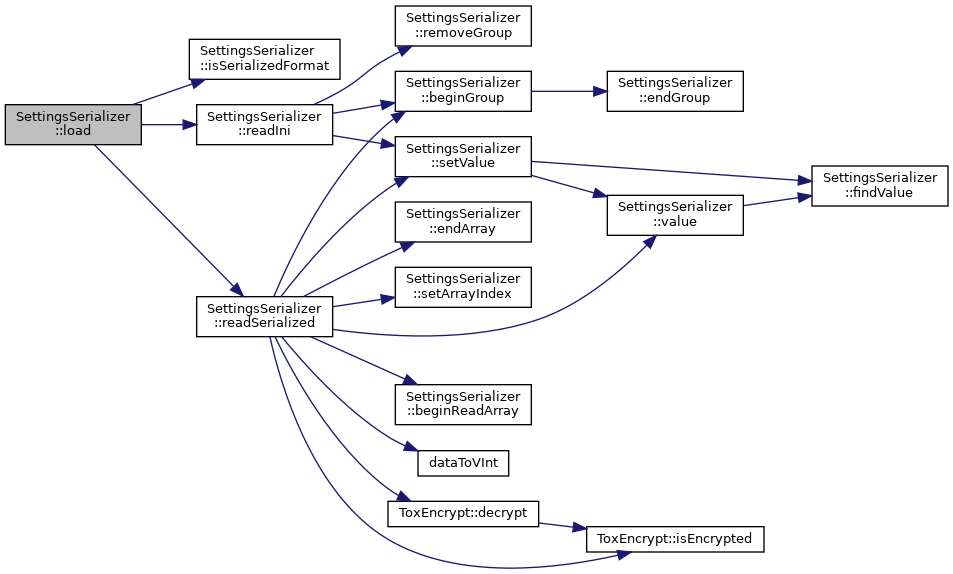 SettingsSerializer
::load
SettingsSerializer
::isSerializedFormat
SettingsSerializer
::readIni
SettingsSerializer
::readSerialized
SettingsSerializer
::removeGroup
SettingsSerializer
::beginGroup
SettingsSerializer
::setValue
SettingsSerializer
::endArray
SettingsSerializer
::setArrayIndex
SettingsSerializer
::beginReadArray
dataToVInt
ToxEncrypt::decrypt
SettingsSerializer
::endGroup
SettingsSerializer
::value
ToxEncrypt::isEncrypted
SettingsSerializer
::findValue